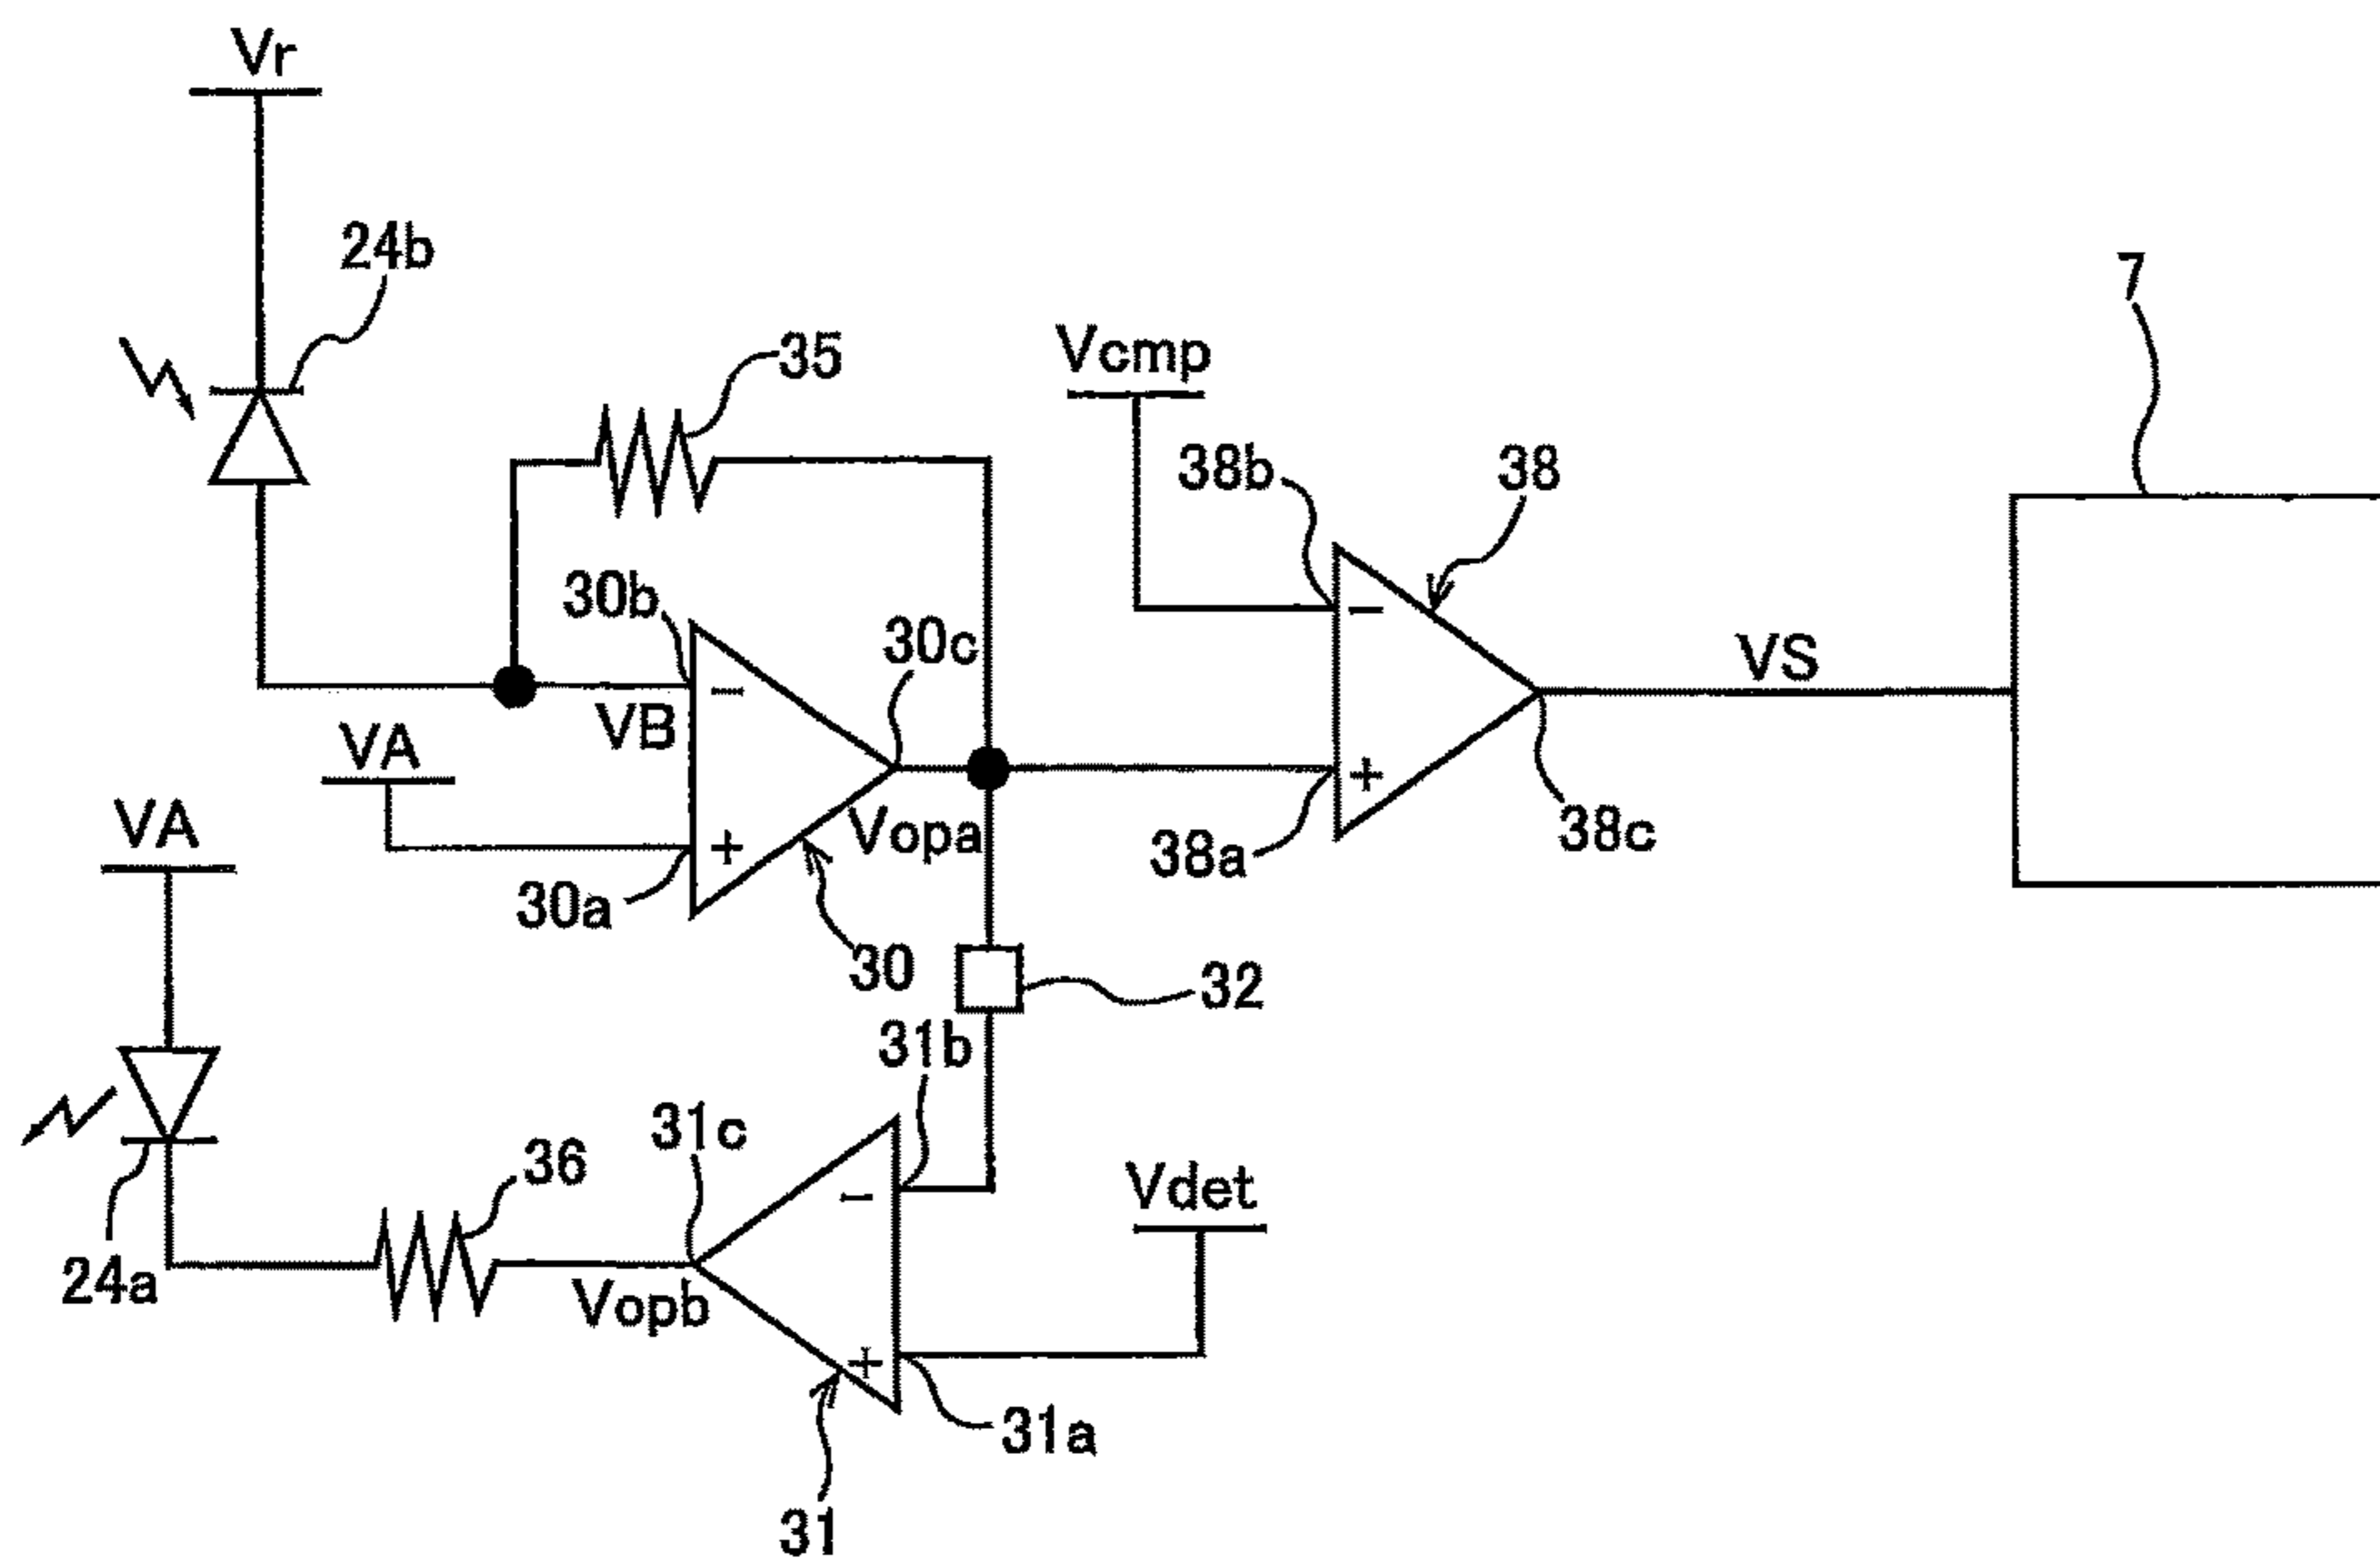 Vr
24b
7
35
Vcmp
38b
38
30b
30c
VS
VB
VA
VA
Vopa
38a
38c
30a
30
32
31b
31c
36
Vdet
24a
Vopb
31a
31